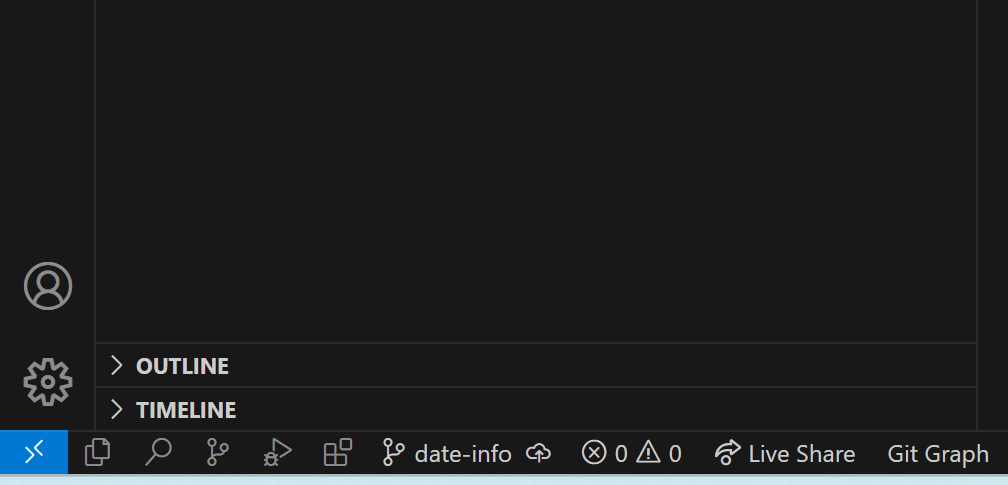 OUTLINE
TIMELINE
date-info 0 0 Live Share Git Graph